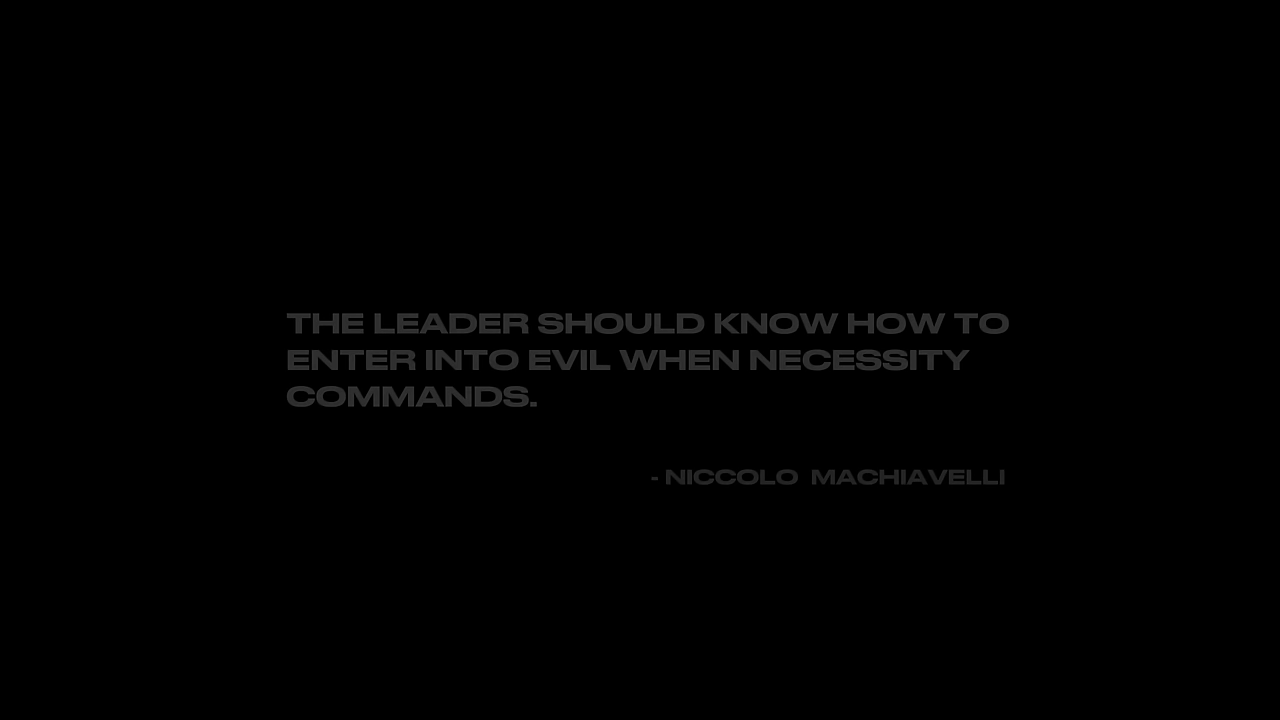 THE LEADER SHOULD KNOW HOW TO
ENTER INTO EVIL WHEN NECESSITY
COMMANDS.
- NICCOLO MACHIAVELLI